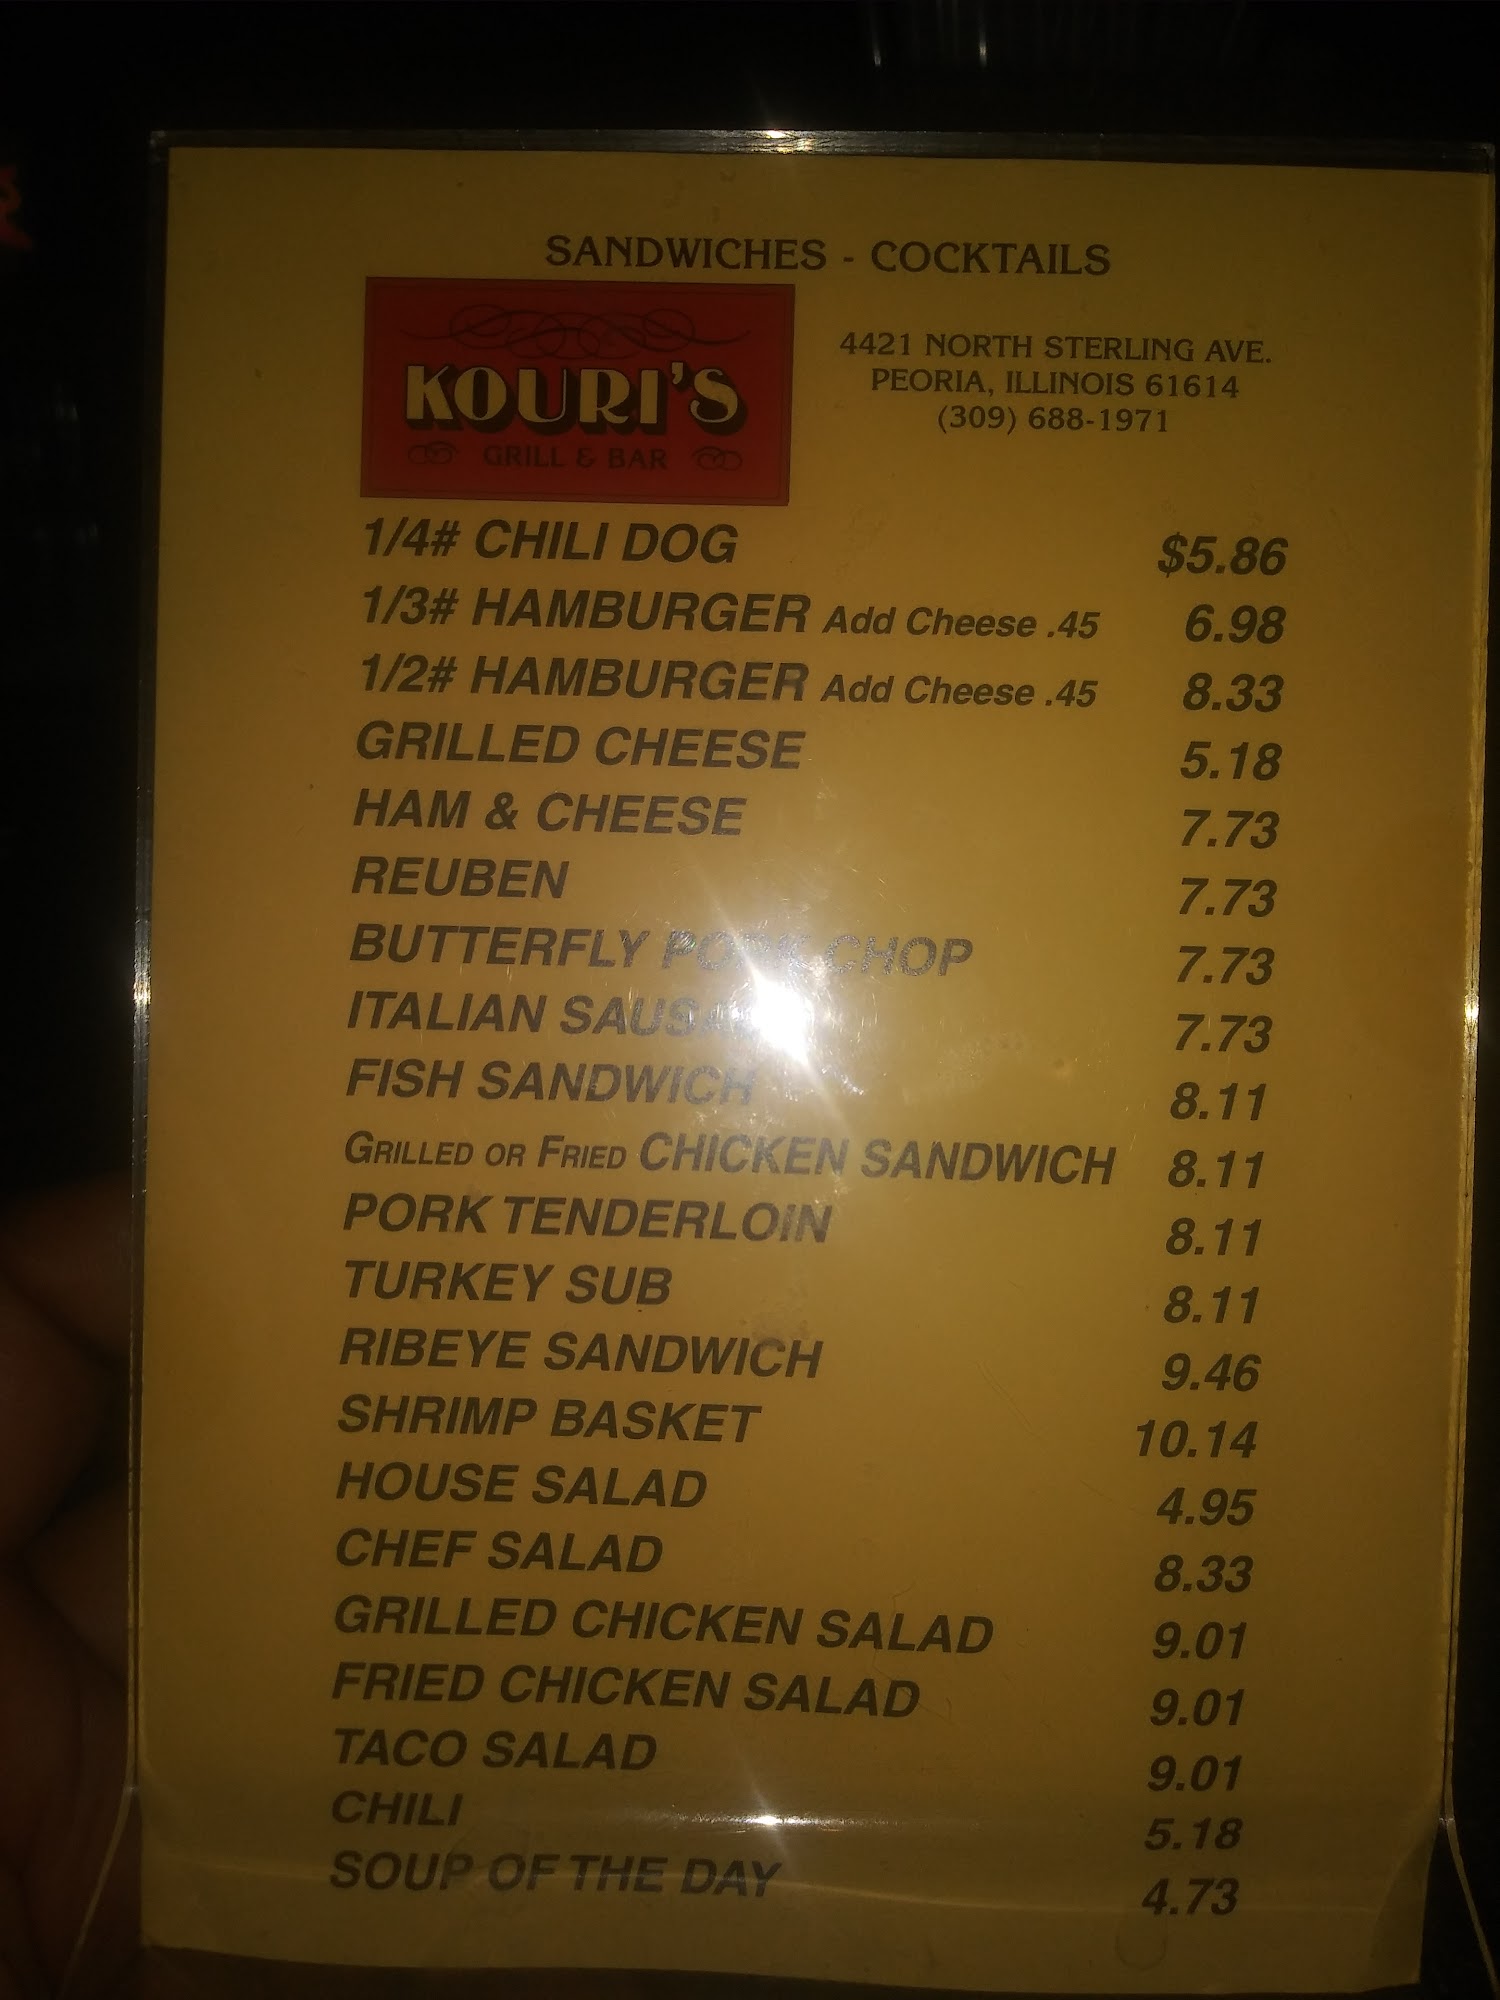 SANDWICHES - COCKTAILS
KOURI'S
GRILL & BAR
4421 NORTH STERLING AVE.
PEORIA, ILLINOIS 61614
(309) 688-1971
1/4# CHILI DOG $5.86
1/3# HAMBURGER Add Cheese .45 6.98
1/2# HAMBURGER Add Cheese .45 8.33
GRILLED CHEESE 5.18
HAM & CHEESE 7.73
REUBEN 7.73
BUTTERFLY PORK CHOP 7.73
ITALIAN 7.73
FISH SANDWICH 8.11
GRILLED OR FRIED CHICKEN SANDWICH 8.11
PORK TENDERLOIN 8.11
TURKEY SUB 8.11
RIBEYE SANDWICH 9.46
SHRIMP BASKET 10.14
HOUSE SALAD 4.95
CHEF SALAD 8.33
GRILLED CHICKEN SALAD 9.01
FRIED CHICKEN SALAD 9.01
TACO SALAD 9.01
CHILI 5.18
SOUP OF THE DAY 4.73